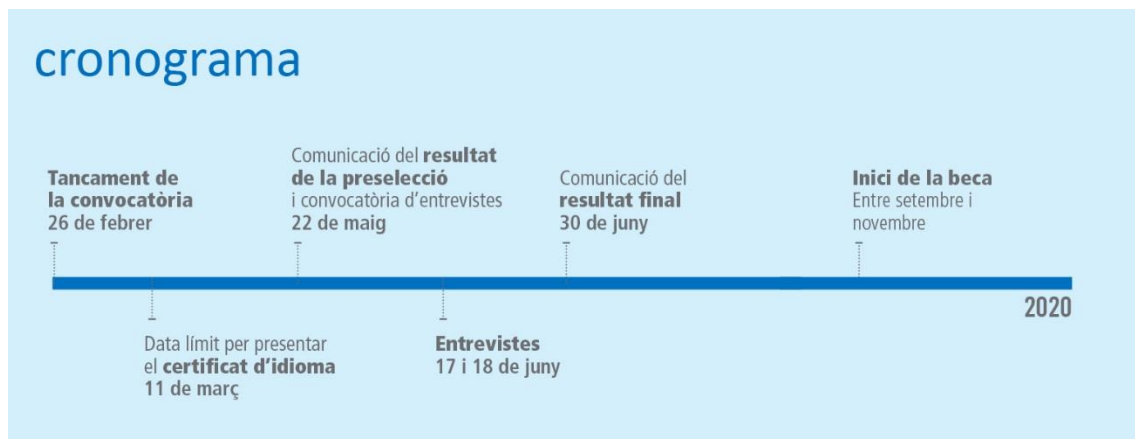 cronograma
Tancament de
la convocatòria
26 de febrer
Data límit per presentar
el certificat d'idioma
11 de març
Comunicació del resultat
de la preselecció
i convocatòria d'entrevistes
22 de maig
Entrevistes
17 i 18 de juny
Comunicació del
resultat final
30 de juny
Inici de la beca
Entre setembre i
novembre
2020